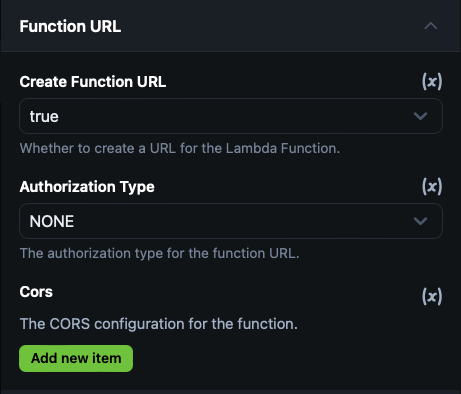 Function URL
Create Function URL
(x)
true
Whether to create a URL for the Lambda Function.
Authorization Type
(x)
NONE
The authorization type for the function URL.
Cors
(x)
The CORS configuration for the function.
Add new item